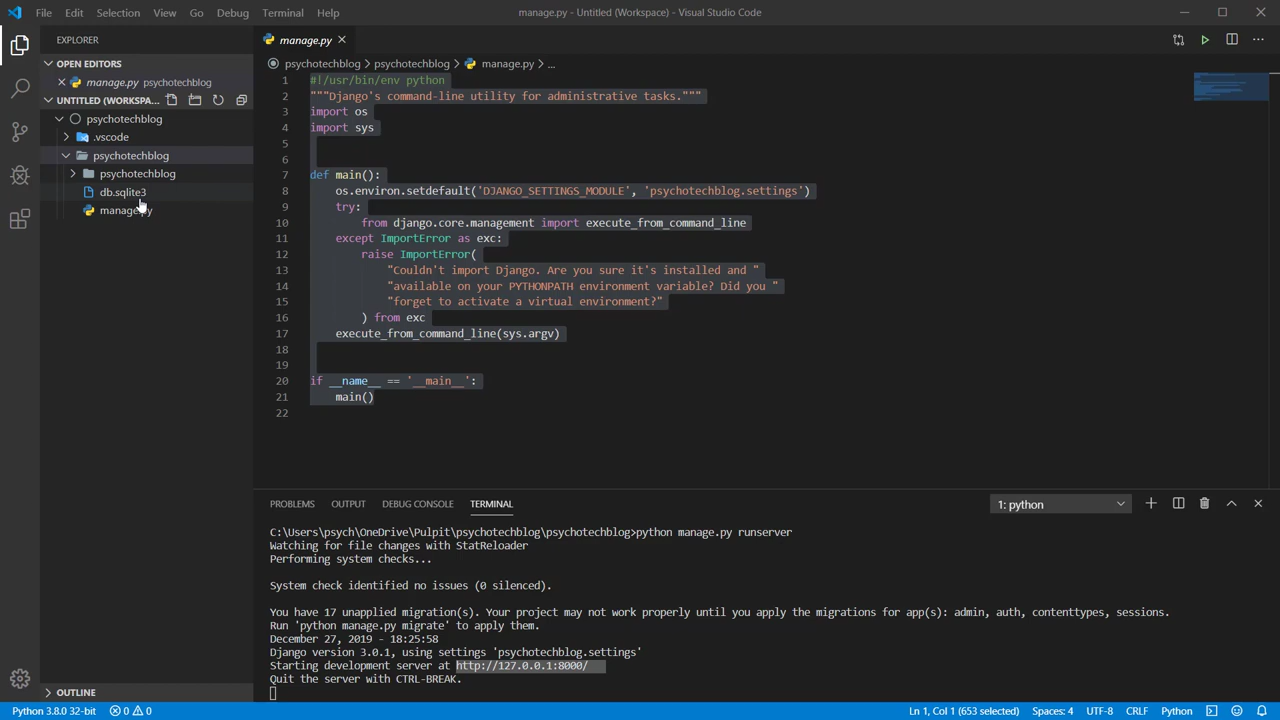 File Edit Selection View Go Debug Terminal Help
manage.py - Untitled (Workspace) - Visual Studio Code
EXPLORER
OPEN EDITORS
manage.py psychotechblog
UNTITLED (WORKSPA...
psychotechblog
.vscode
psychotechblog
psychotechblog
db.sqlite3
manage.py
OUTLINE
manage.py
psychotechblog > psychotechblog > manage.py > ...
1 #!/usr/bin/env python
2 """Django's command-line utility for administrative tasks."""
3 import os
4 import sys
5
6
7 def main():
8 os.environ.setdefault('DJANGO_SETTINGS_MODULE', 'psychotechblog.settings')
9 try:
10 from django.core.management import execute_from_command_line
11 except ImportError as exc:
12 raise ImportError(
13 "Couldn't import Django. Are you sure it's installed and "
14 "available on your PYTHONPATH environment variable? Did you "
15 "forget to activate a virtual environment?"
16 ) from exc
17 execute_from_command_line(sys.argv)
18
19
20 if __name__ == '__main__':
21 main()
22
PROBLEMS OUTPUT DEBUG CONSOLE TERMINAL
1: python
C:\Users\psych\OneDrive\Pulpit\psychotechblog\psychotechblog>python manage.py runserver
Watching for file changes with StatReloader
Performing system checks...
System check identified no issues (0 silenced).
You have 17 unapplied migration(s). Your project may not work properly until you apply the migrations for app(s): admin, auth, contenttypes, sessions.
Run 'python manage.py migrate' to apply them.
December 27, 2019 - 18:25:58
Django version 3.0.1, using settings 'psychotechblog.settings'
Starting development server at http://127.0.0.1:8000/
Quit the server with CTRL-BREAK.
Python 3.8.0 32-bit 0 0
Ln 1, Col 1 (653 selected) Spaces: 4 UTF-8 CRLF Python